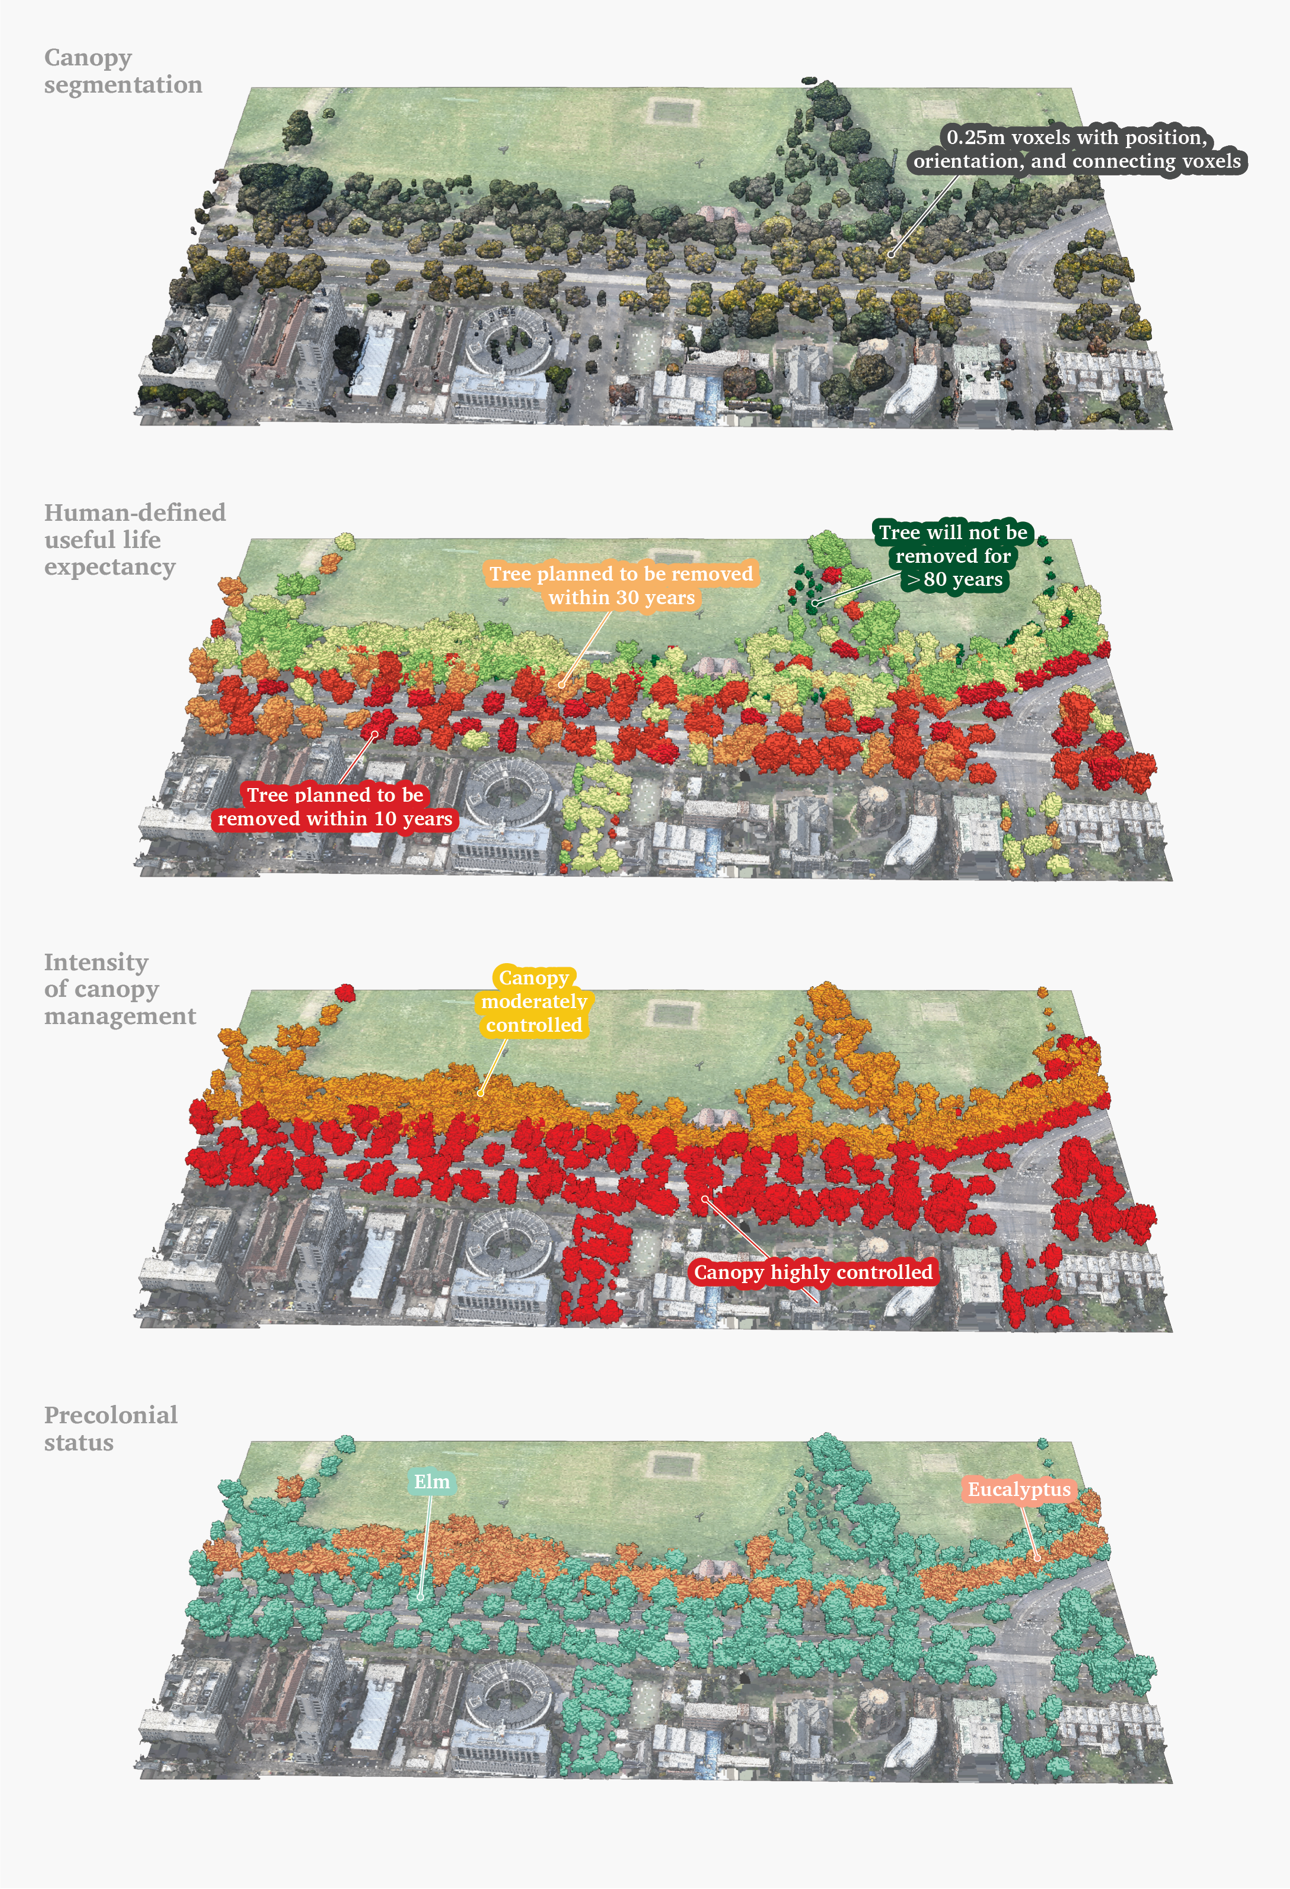 Canopy
segmentation
0.25m voxels with position,
orientation, and connecting voxels
Human-defined
useful life
expectancy
Tree will not be
removed for
>80 years
Tree planned to be removed
within 30 years
Tree planned to be
removed within 10 years
Intensity
of canopy
management
Canopy
moderately
controlled
Canopy highly controlled
Precolonial
status
Elm
Eucalyptus